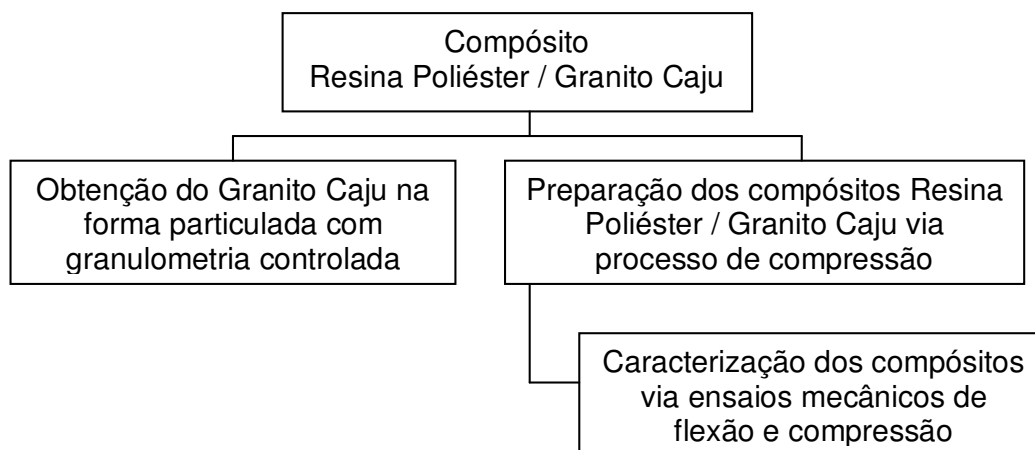 Compósito
Resina Poliéster / Granito Caju
Obtenção do Granito Caju na
forma particulada com
granulometria controlada
Preparação dos compósitos Resina
Poliéster / Granito Caju via
processo de compressão
Caracterização dos compósitos
via ensaios mecânicos de
flexão e compressão